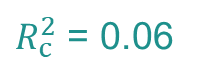 $R_c^2 = 0.06$